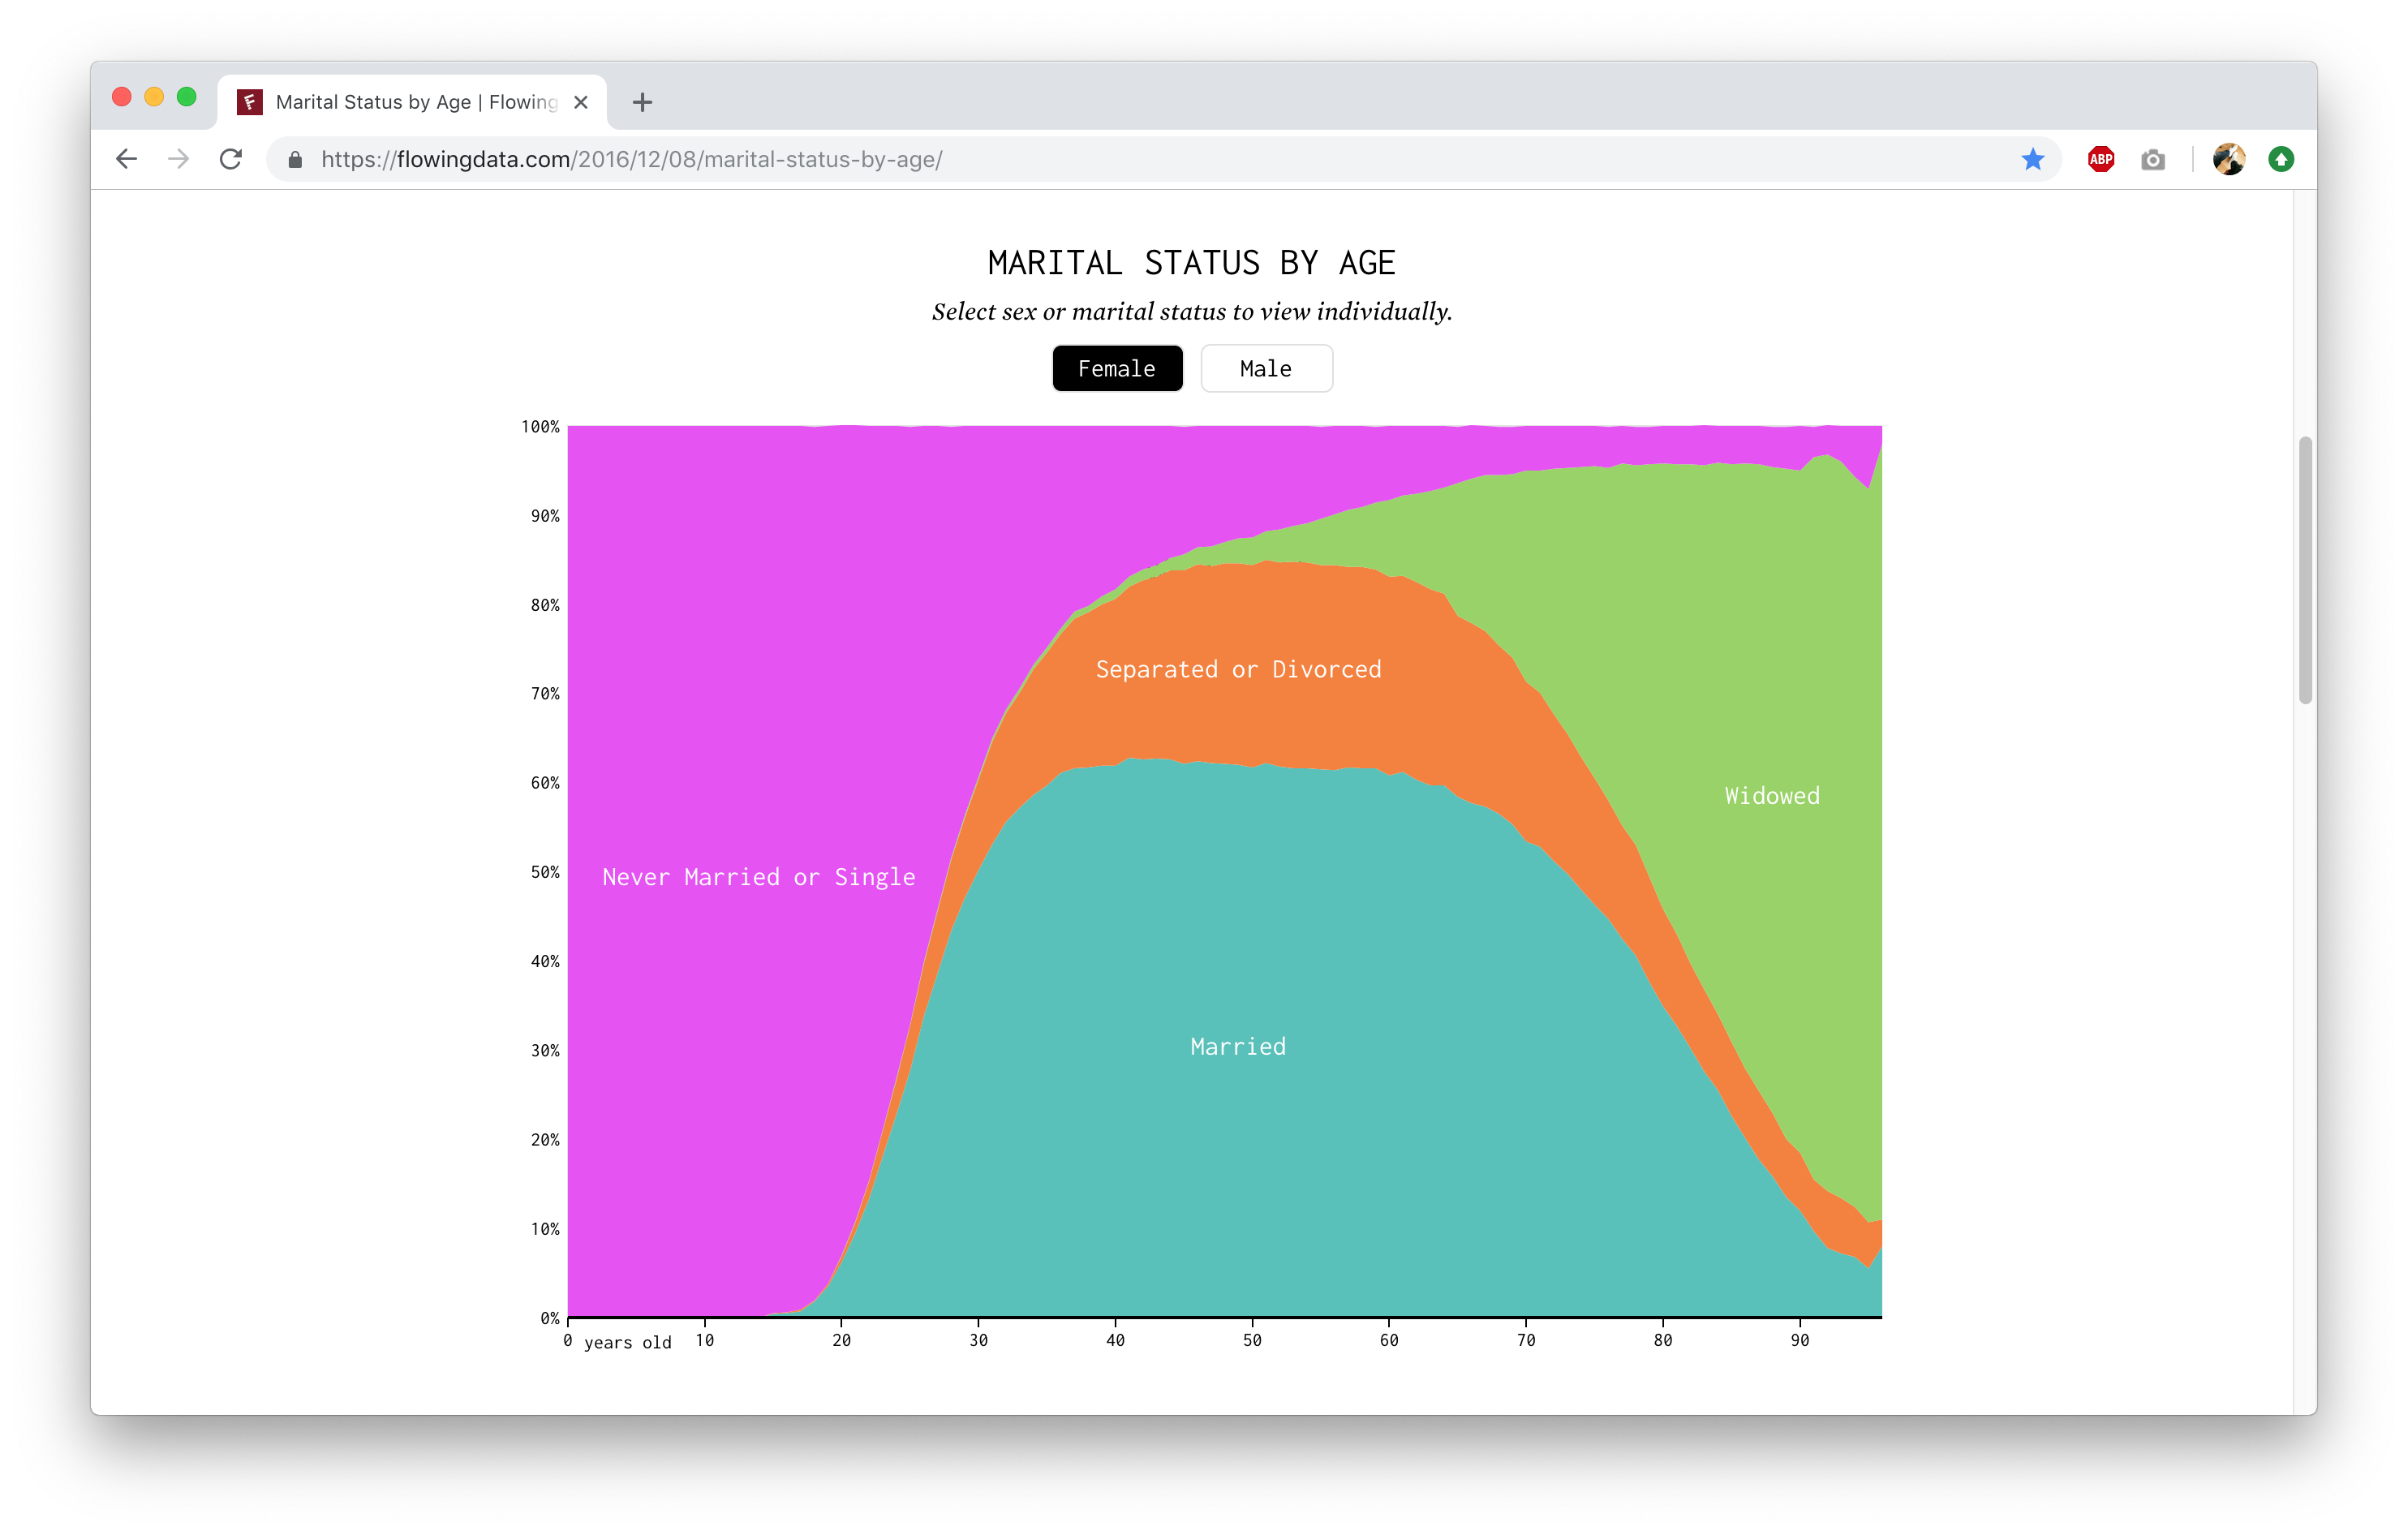 Marital Status by Age | Flowing
https://flowingdata.com/2016/12/08/marital-status-by-age/
ABP
MARITAL STATUS BY AGE
Select sex or marital status to view individually.
Female Male
100%
90%
80%
70%
60%
50%
40%
30%
20%
10%
0%
Separated or Divorced
Widowed
Never Married or Single
Married
0 years old 10 20 30 40 50 60 70 80 90